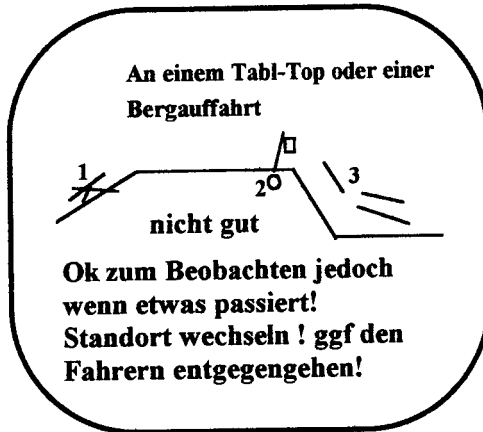 An einem Tabl-Top oder einer
Bergauffahrt
1
2
3
nicht gut
Ok zum Beobachten jedoch
wenn etwas passiert!
Standort wechseln ! ggf den
Fahrern entgegengehen!